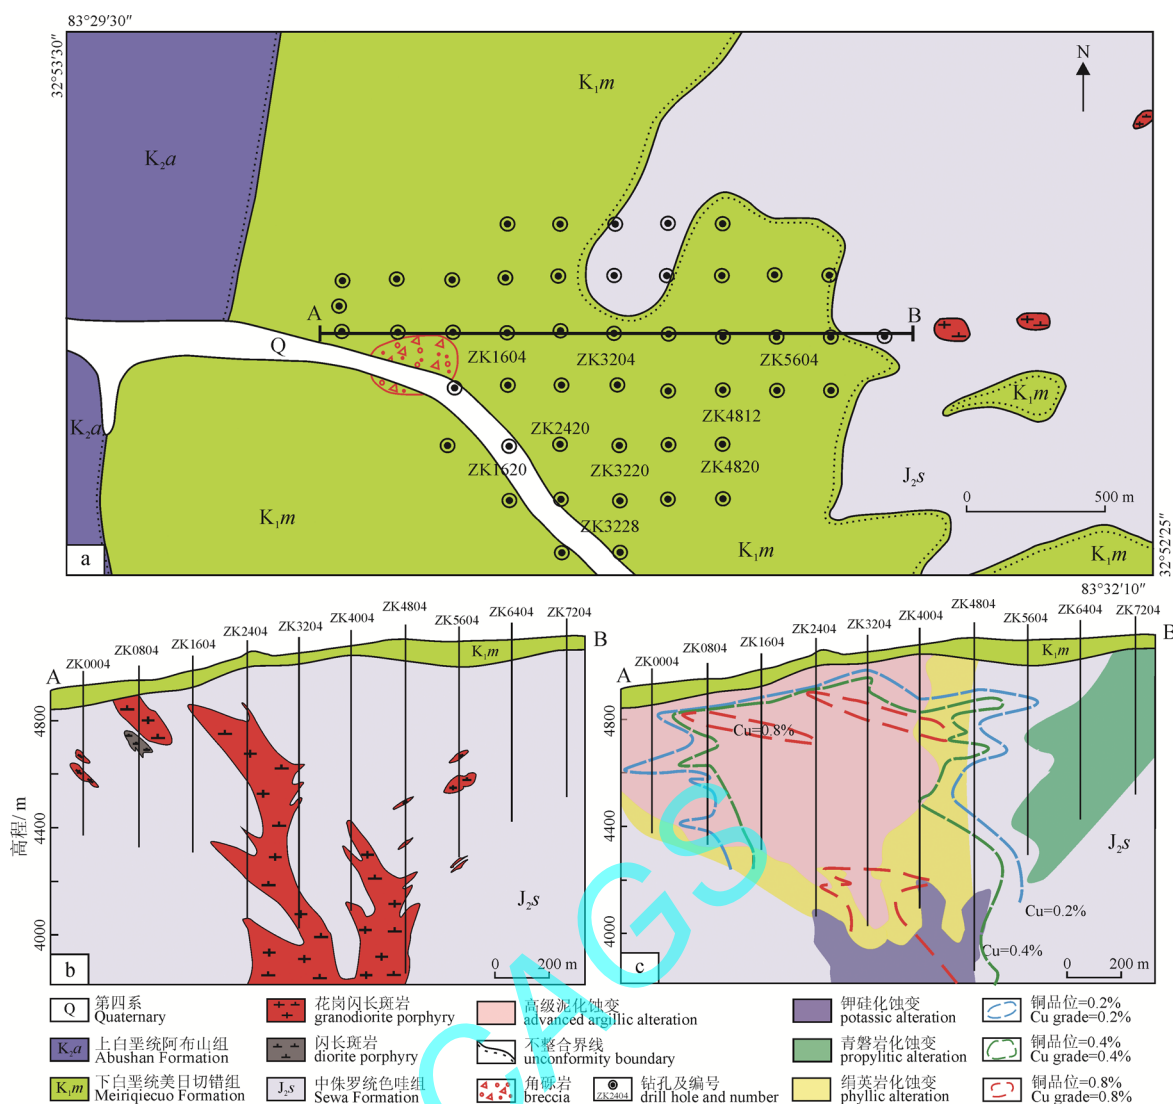 83°29′30″
32°53′30″
N
K₁m
K₂a
A
B
Q
ZK1604
ZK3204
ZK5604
K₁m
ZK4812
K₂a
ZK2420
ZK1620
ZK3220
ZK4820
J₂s
0 500 m
K₁m
ZK3228
K₁m
K₁m
a
32°52′25″
83°32′10″
A
ZK0004
ZK0804
ZK1604
ZK2404
ZK3204
ZK4004
ZK4804
ZK5604
ZK6404
ZK7204
B
K₁m
高程/ m
4800
4400
4000
J₂s
b
0 200 m
A
ZK0004
ZK0804
ZK1604
ZK2404
ZK3204
ZK4004
ZK4804
ZK5604
ZK6404
ZK7204
K₁m
4800
4400
4000
Cu=0.8%
J₂s
Cu=0.2%
Cu=0.4%
c
0 200 m
CAGS
Q
第四系
Quaternary
花岗闪长斑岩
granodiorite porphyry
高级泥化蚀变
advanced argillic alteration
钾硅化蚀变
potassic alteration
铜品位=0.2%
Cu grade=0.2%
K₂a
上白垩统阿布山组
Abushan Formation
闪长斑岩
diorite porphyry
不整合界线
unconformity boundary
青磐岩化蚀变
propylitic alteration
铜品位=0.4%
Cu grade=0.4%
K₁m
下白垩统美日切错组
Meiriqiecuo Formation
J₂s
中侏罗统色哇组
Sewa Formation
角砾岩
breccia
ZK2404
钻孔及编号
drill hole and number
绢英岩化蚀变
phyllic alteration
铜品位=0.8%
Cu grade=0.8%